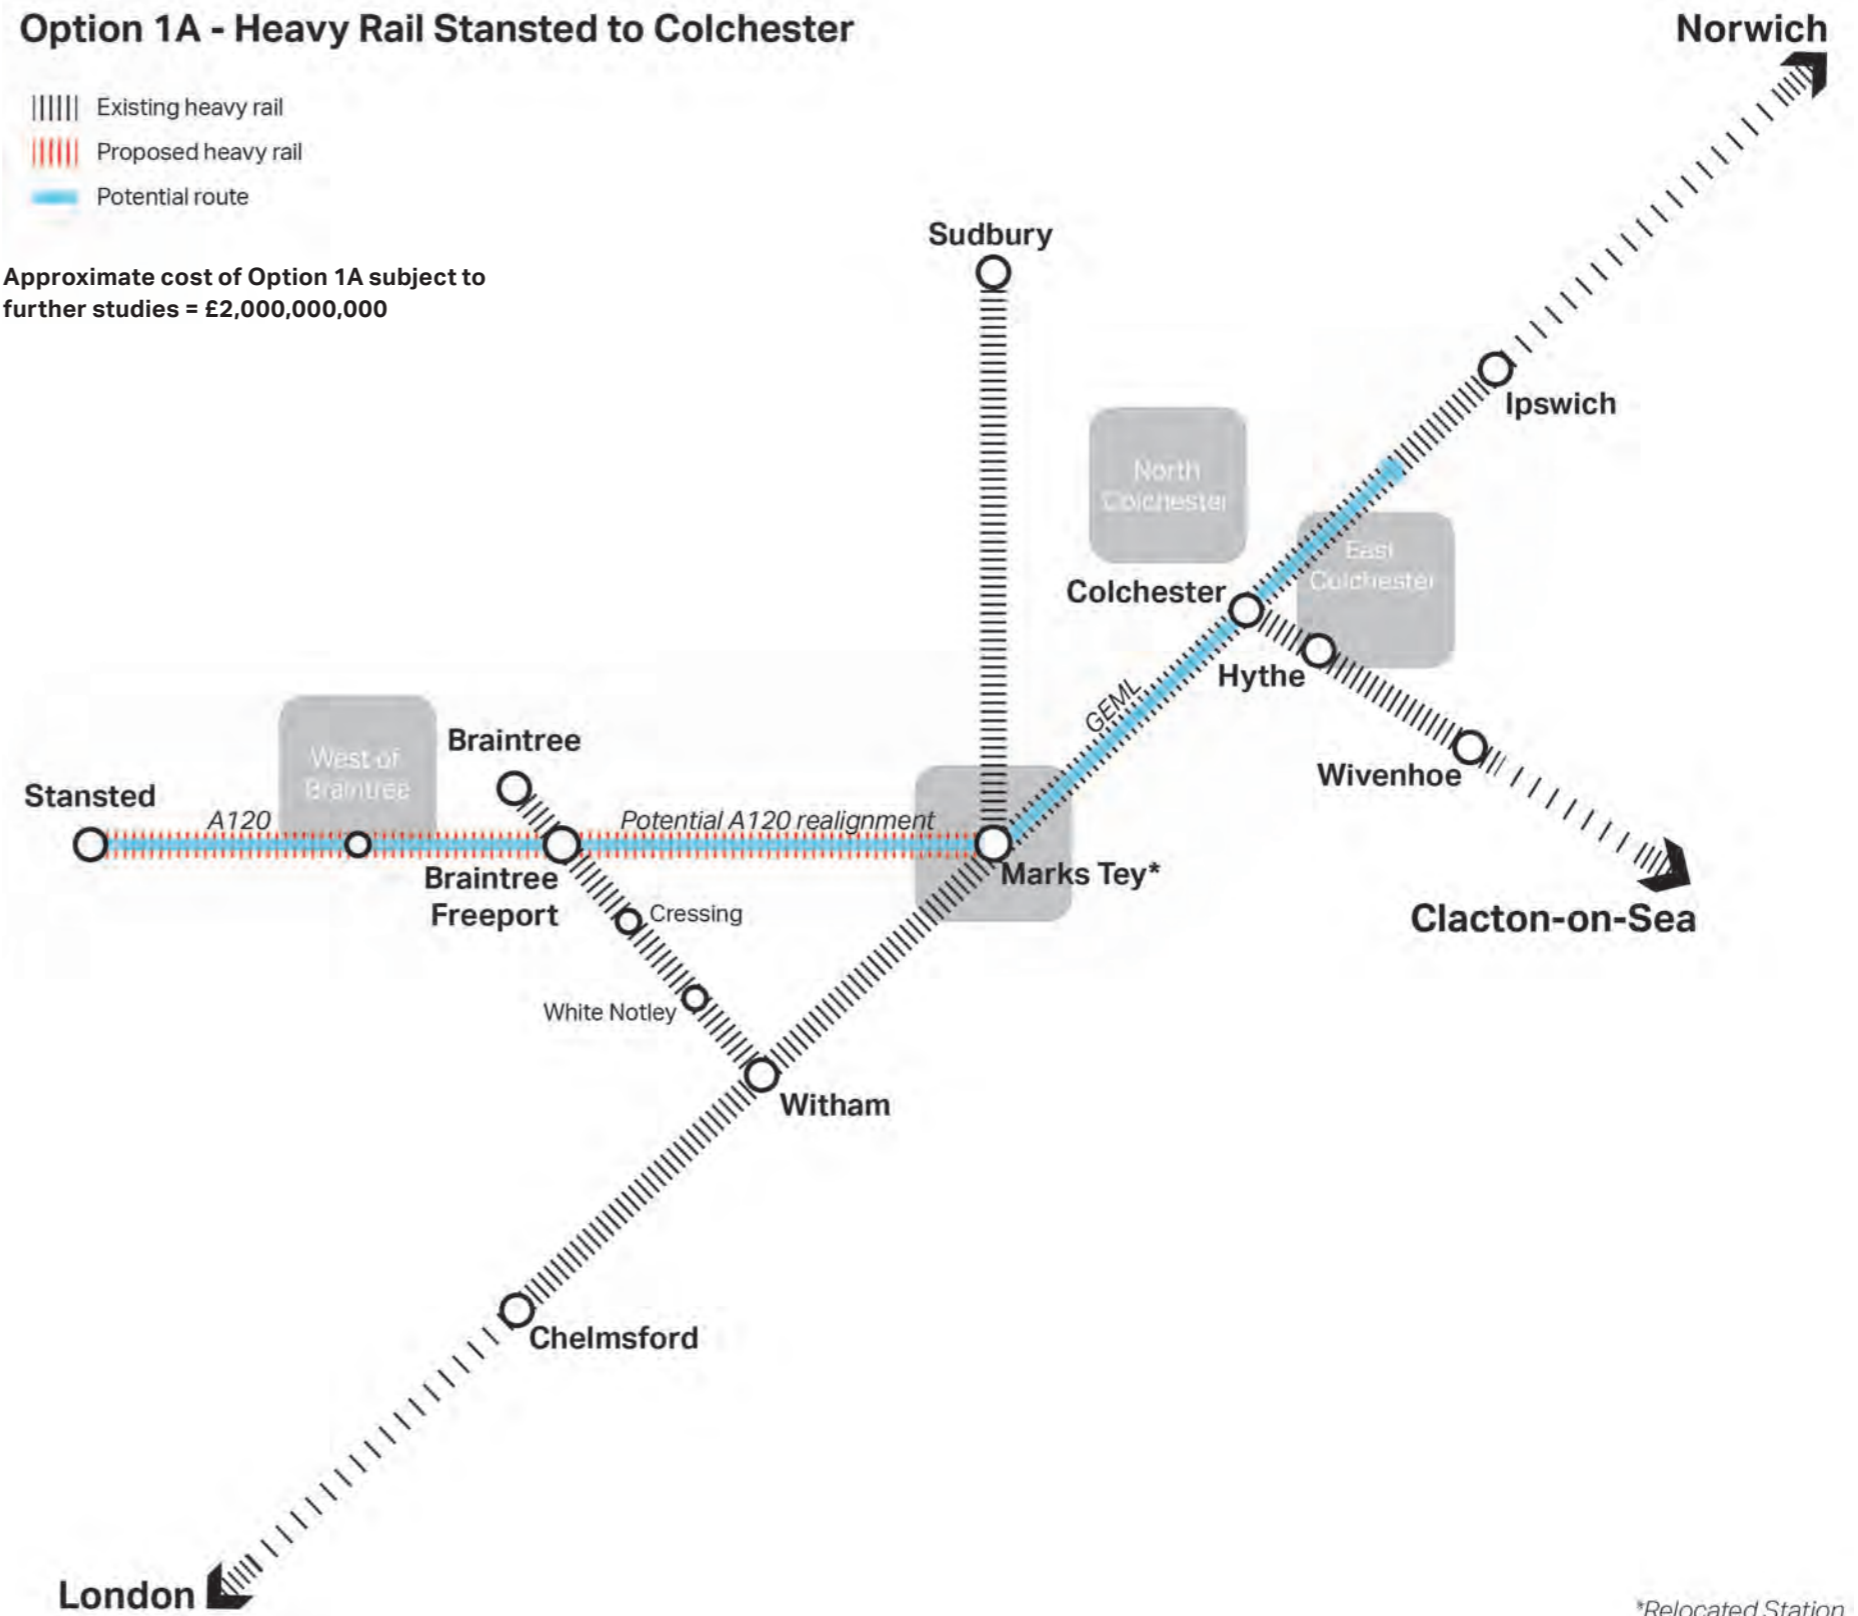 Option 1A - Heavy Rail Stansted to Colchester
Norwich
Existing heavy rail
Proposed heavy rail
Potential route
Approximate cost of Option 1A subject to
further studies = £2,000,000,000
Sudbury
Ipswich
North
Colchester
East
Colchester
Colchester
Hythe
GEML
Wivenhoe
Clacton-on-Sea
West of
Braintree
Braintree
Stansted
A120
Potential A120 realignment
Braintree
Freeport
Marks Tey*
Cressing
White Notley
Witham
Chelmsford
London
*Relocated Station